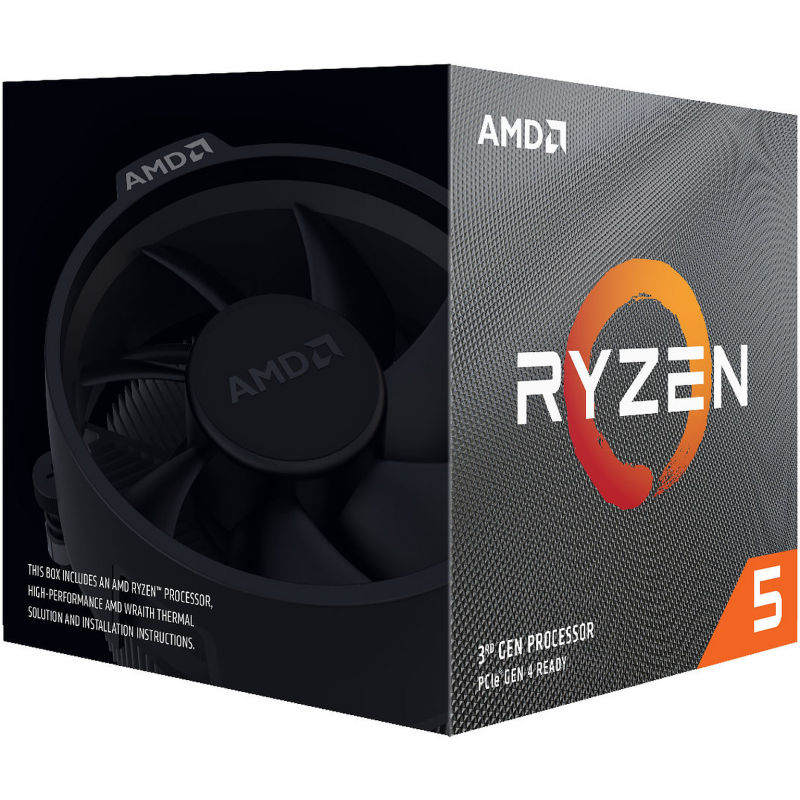 AMD
AMD
THIS BOX INCLUDES AN AMD RYZEN™ PROCESSOR,
HIGH-PERFORMANCE AMD WRAITH THERMAL
SOLUTION AND INSTALLATION INSTRUCTIONS.
AMD
RYZEN
3RD GEN PROCESSOR
PCIe GEN 4 READY
5